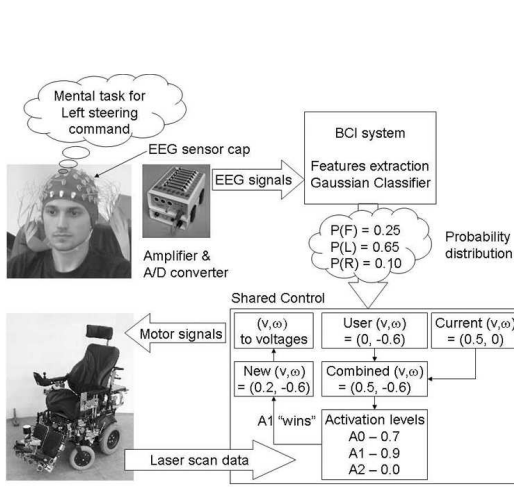 Mental task for
Left steering
command
EEG sensor cap
EEG signals
BCI system
Features extraction
Gaussian Classifier
Amplifier &
A/D converter
P(F) = 0.25
P(L) = 0.65
P(R) = 0.10
Probability
distribution
Shared Control
Motor signals
(v,ω)
to voltages
User (v,ω)
= (0, -0.6)
Current (v,ω)
= (0.5, 0)
New (v,ω)
= (0.2, -0.6)
Combined (v,ω)
= (0.5, -0.6)
A1 "wins"
Activation levels
A0 – 0.7
A1 – 0.9
A2 – 0.0
Laser scan data